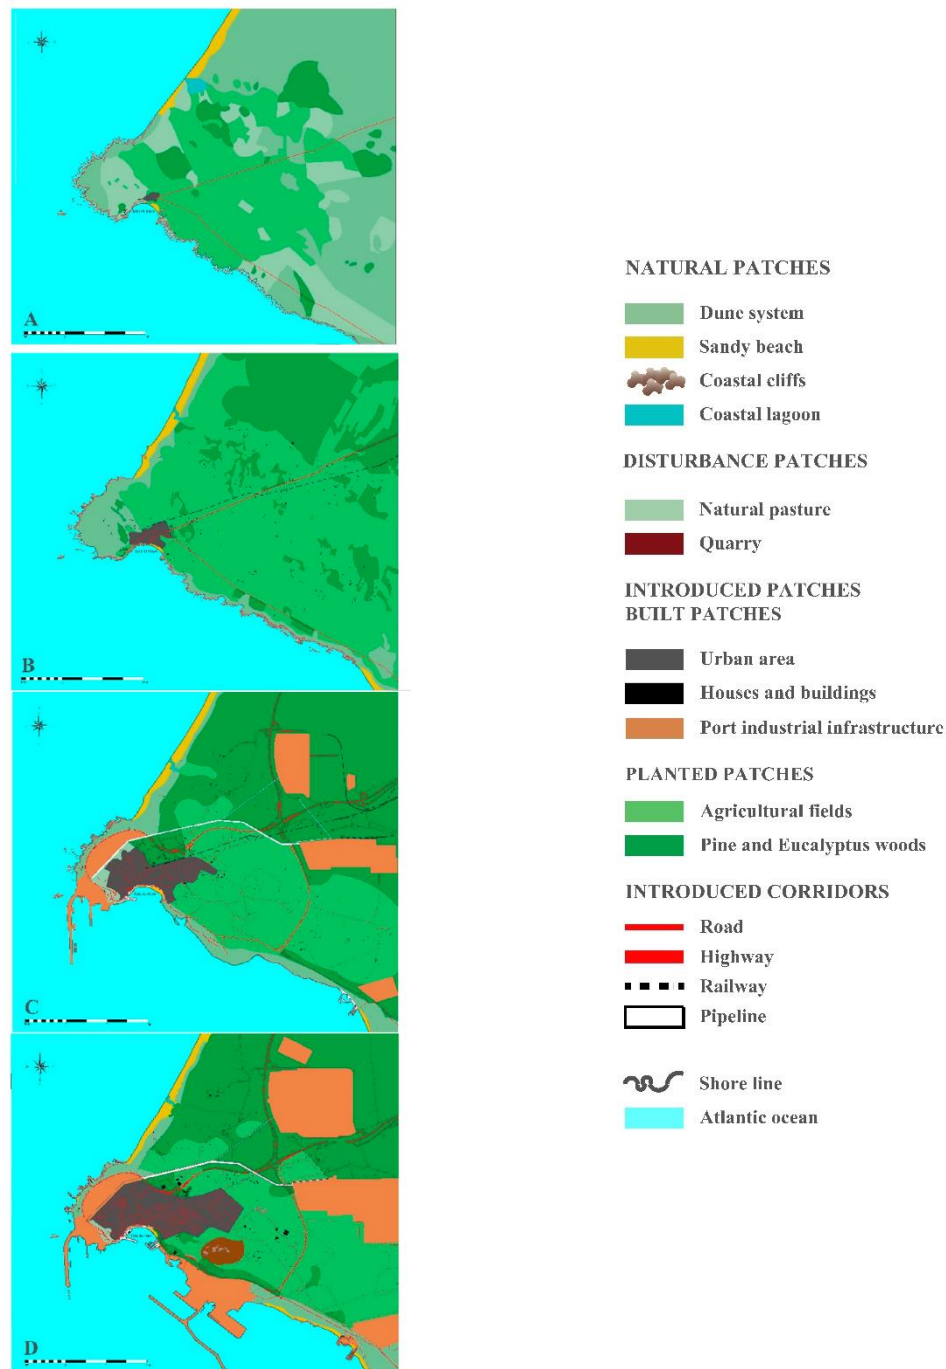 A
B
C
D
NATURAL PATCHES
Dune system
Sandy beach
Coastal cliffs
Coastal lagoon
DISTURBANCE PATCHES
Natural pasture
Quarry
INTRODUCED PATCHES
BUILT PATCHES
Urban area
Houses and buildings
Port industrial infrastructure
PLANTED PATCHES
Agricultural fields
Pine and Eucalyptus woods
INTRODUCED CORRIDORS
Road
Highway
Railway
Pipeline
Shore line
Atlantic ocean